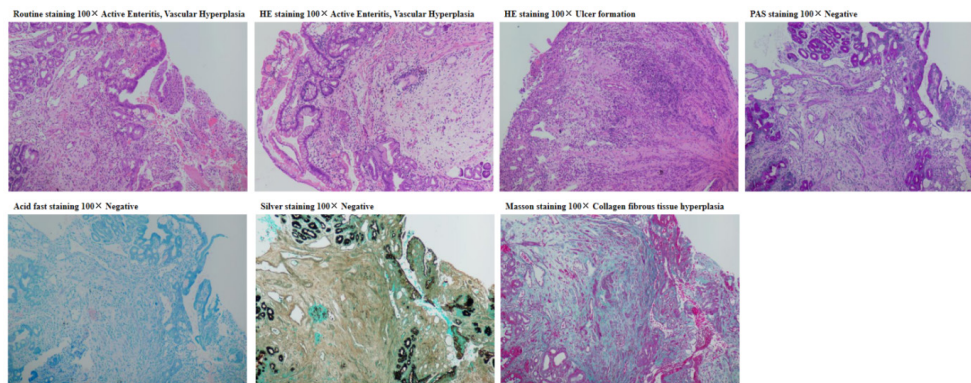 Routine staining 100× Active Enteritis, Vascular Hyperplasia
HE staining 100× Active Enteritis, Vascular Hyperplasia
HE staining 100× Ulcer formation
PAS staining 100× Negative
Acid fast staining 100× Negative
Silver staining 100× Negative
Masson staining 100× Collagen fibrous tissue hyperplasia